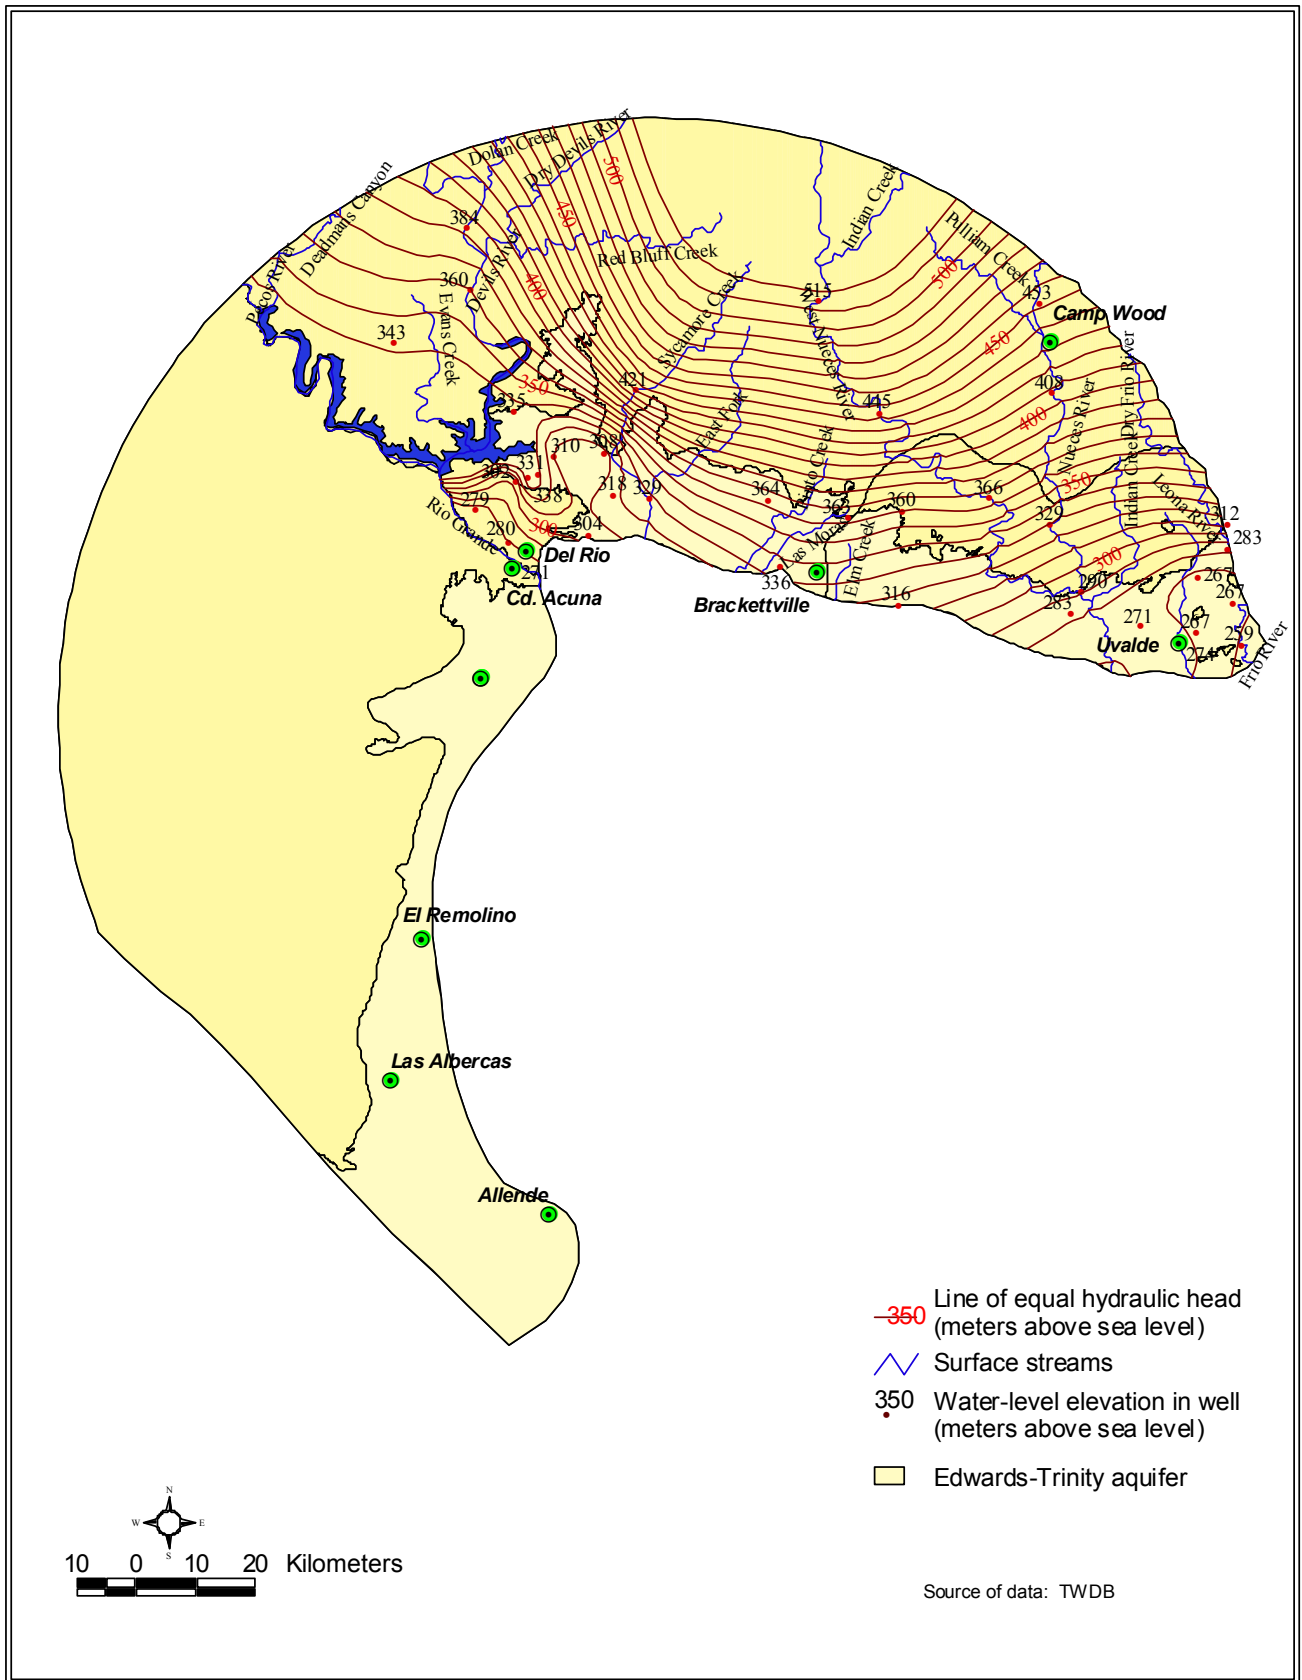 Dolan Creek
Dry Devils River
500
Deadmans Canyon
384
450
Indian Creek
Pulliam Creek
Pecos River
Devils River
Red Bluff Creek
500
360
400
515
453
Camp Wood
Evans Creek
Sycamore Creek
West Nueces River
343
450
350
421
408
Dry Frio River
335
East Fork
445
400
Nueces River
310
308
Pinto Creek
Indian Creek
302
331
338
318
329
364
363
360
366
350
Leona River
279
Rio Grande
280
300
304
Las Moras
Elm Creek
329
312
283
Del Rio
271
Cd. Acuna
336
Brackettville
316
300
290
283
267
267
271
267
259
Uvalde
274
Frio River
El Remolino
Las Albercas
Allende
350
Line of equal hydraulic head
(meters above sea level)
Surface streams
350
Water-level elevation in well
(meters above sea level)
Edwards-Trinity aquifer
N
W
E
S
10 0 10 20 Kilometers
Source of data: TWDB